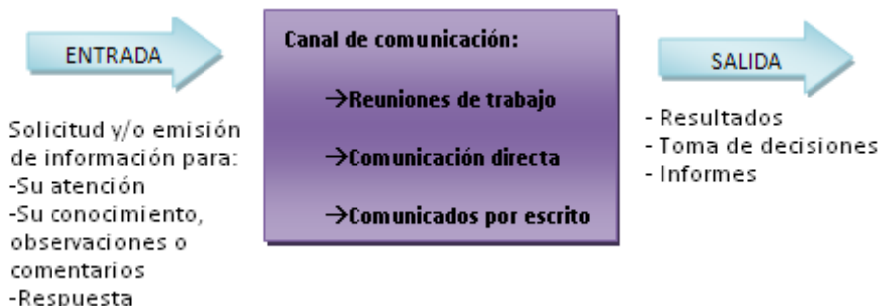 ENTRADA
Solicitud y/o emisión
de información para:
-Su atención
-Su conocimiento,
observaciones o
comentarios
-Respuesta
Canal de comunicación:
→Reuniones de trabajo
→Comunicación directa
→Comunicados por escrito
SALIDA
- Resultados
- Toma de decisiones
- Informes